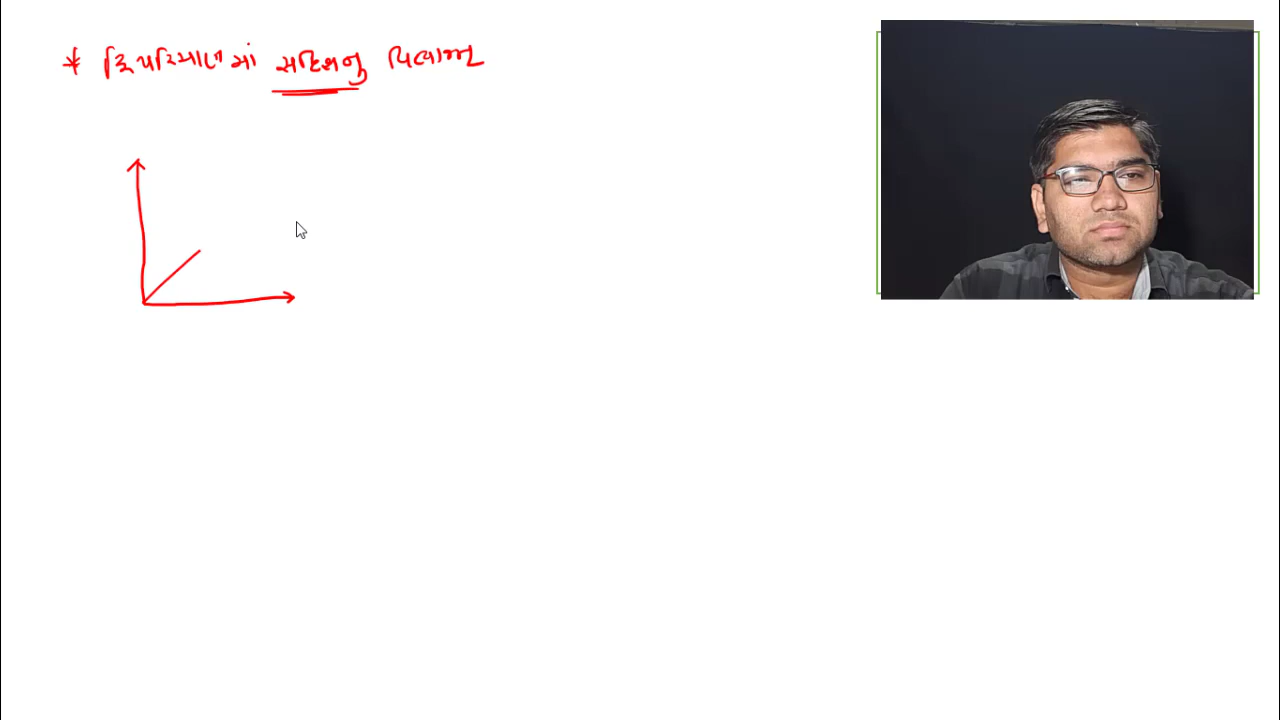 * દ્વિપરિમાણમાં સદિશનુ વિભાજન